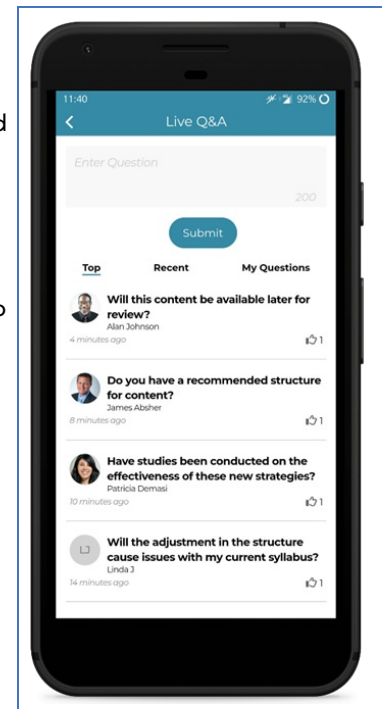 11:40
92%
Live Q&A
Enter Question
200
Submit
Top Recent My Questions
Will this content be available later for
review?
Alan Johnson
4 minutes ago
1
Do you have a recommended structure
for content?
James Absher
8 minutes ago
1
Have studies been conducted on the
effectiveness of these new strategies?
Patricia Demasi
10 minutes ago
1
LJ
Will the adjustment in the structure
cause issues with my current syllabus?
Linda J
14 minutes ago
1